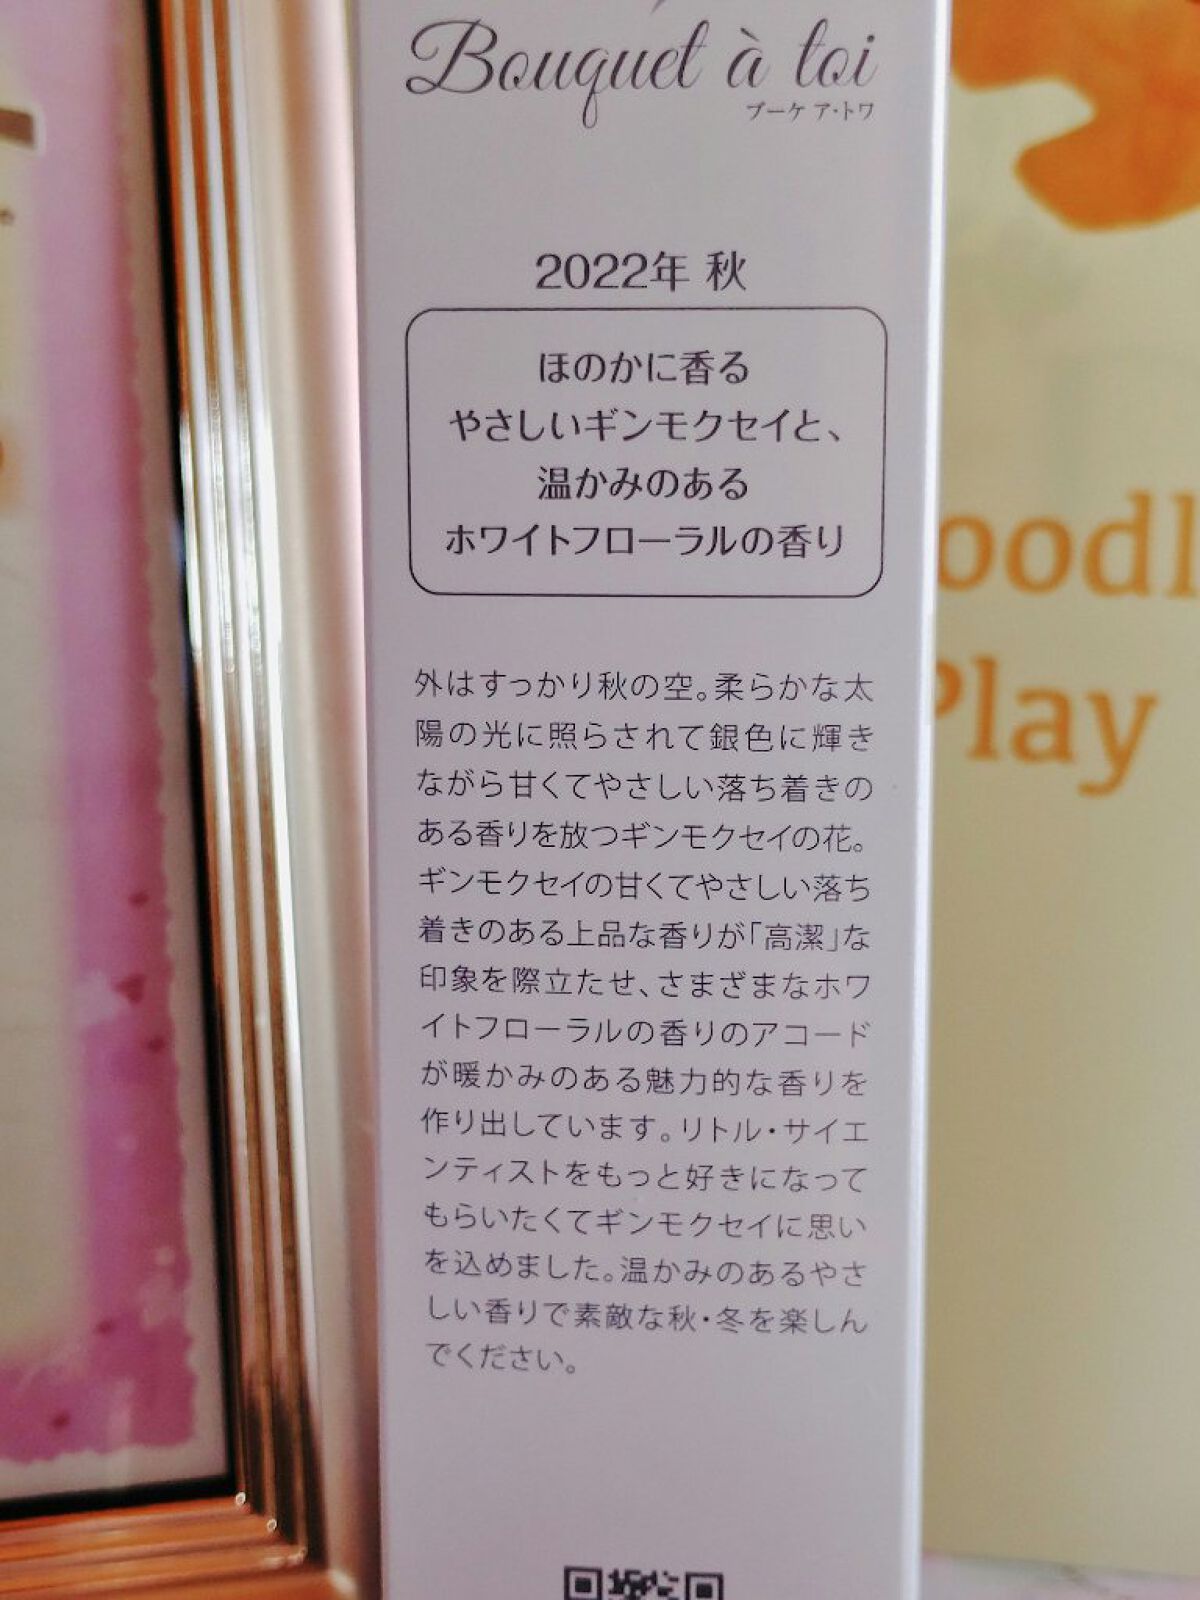 Bouquet à toi
ブーケ ア・トワ
2022年 秋
ほのかに香る
やさしいギンモクセイと、
温かみのある
ホワイトフローラルの香り
外はすっかり秋の空。柔らかな太
陽の光に照らされて銀色に輝き
ながら甘くてやさしい落ち着きの
ある香りを放つギンモクセイの花。
ギンモクセイの甘くてやさしい落ち
着きのある上品な香りが「高潔」な
印象を際立たせ、さまざまなホワ
イトフローラルの香りのアコード
が暖かみのある魅力的な香りを
作り出しています。リトル・サイエ
ンティストをもっと好きになって
もらいたくてギンモクセイに思い
を込めました。温かみのあるやさ
しい香りで素敵な秋・冬を楽しん
でください。
oodl
Play